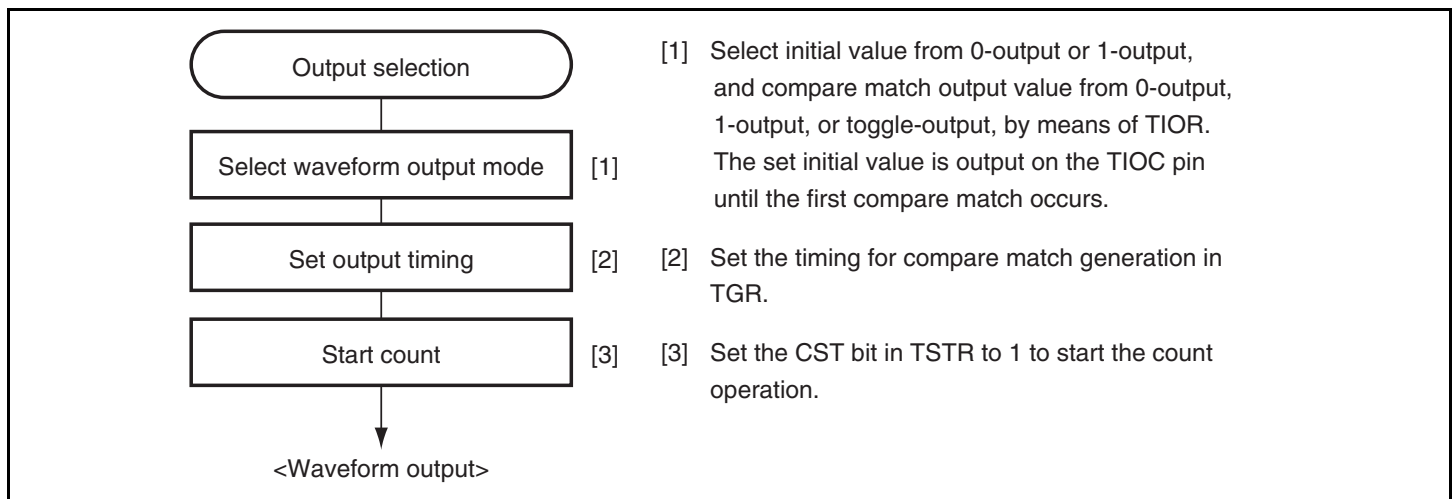 Output selection
Select waveform output mode [1]
Set output timing [2]
Start count [3]
<Waveform output>
[1] Select initial value from 0-output or 1-output,
and compare match output value from 0-output,
1-output, or toggle-output, by means of TIOR.
The set initial value is output on the TIOC pin
until the first compare match occurs.
[2] Set the timing for compare match generation in
TGR.
[3] Set the CST bit in TSTR to 1 to start the count
operation.